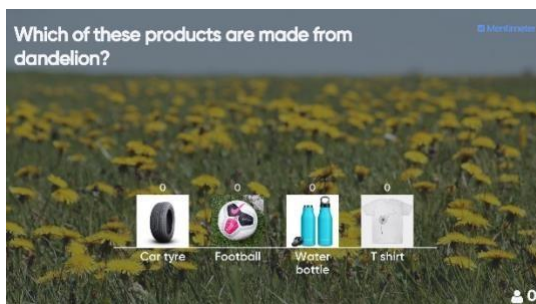 Which of these products are made from
dandelion?
Mentimeter
0 0 0 0
Car tyre Football Water bottle T shirt
0